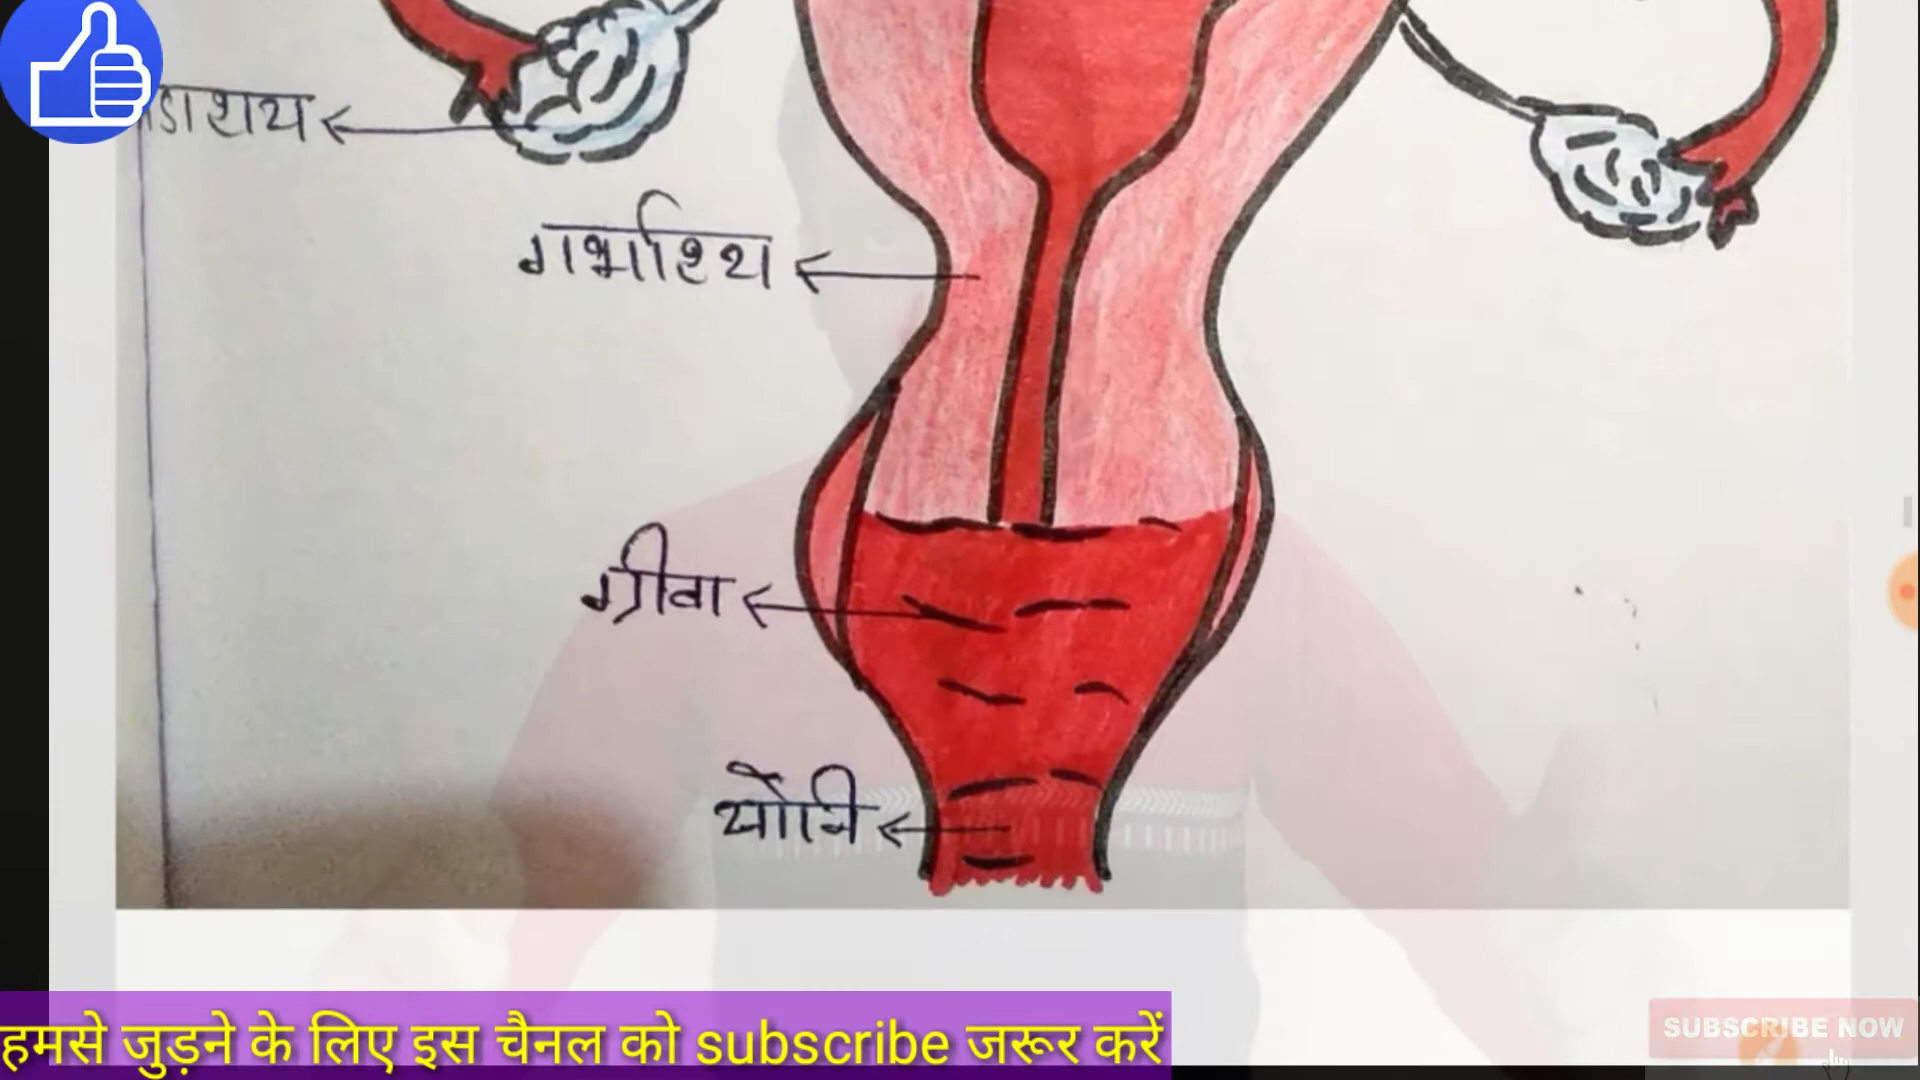 डाशय
गर्भाशय
ग्रीवा
योनि
हमसे जुड़ने के लिए इस चैनल को subscribe जरूर करें
SUBSCRIBE NOW